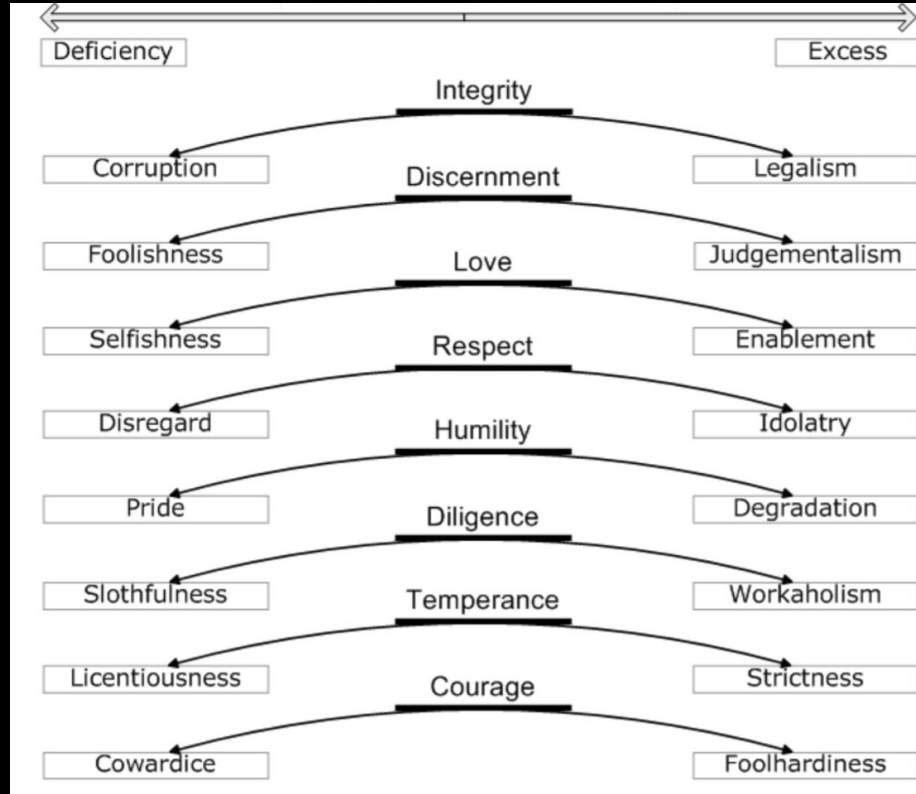 Deficiency Excess
Integrity
Corruption Legalism
Discernment
Foolishness Judgementalism
Love
Selfishness Enablement
Respect
Disregard Idolatry
Humility
Pride Degradation
Diligence
Slothfulness Workaholism
Temperance
Licentiousness Strictness
Courage
Cowardice Foolhardiness